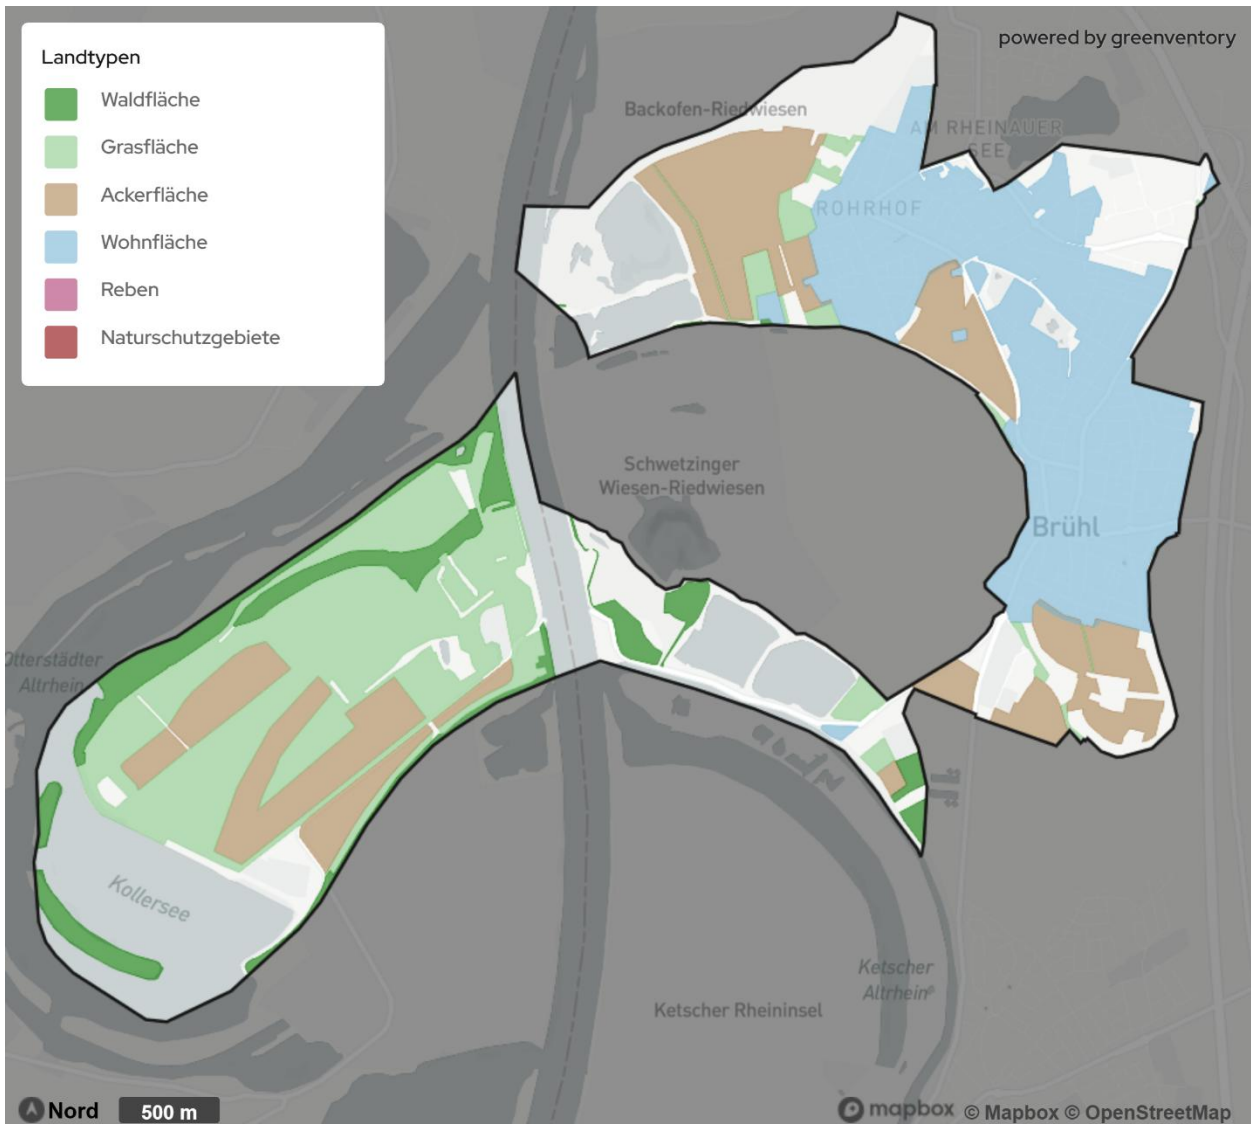 powered by greenventory
Landtypen
Waldfläche
Grasfläche
Ackerfläche
Wohnfläche
Reben
Naturschutzgebiete
Backofen-Riedwiesen
AM RHEINAUER
SEE
ROHRHOF
Schwetzinger
Wiesen-Riedwiesen
Brühl
Otterstädter
Altrhein
Kollersee
Ketscher
Altrhein
Ketscher Rheininsel
Nord
500 m
mapbox © Mapbox © OpenStreetMap